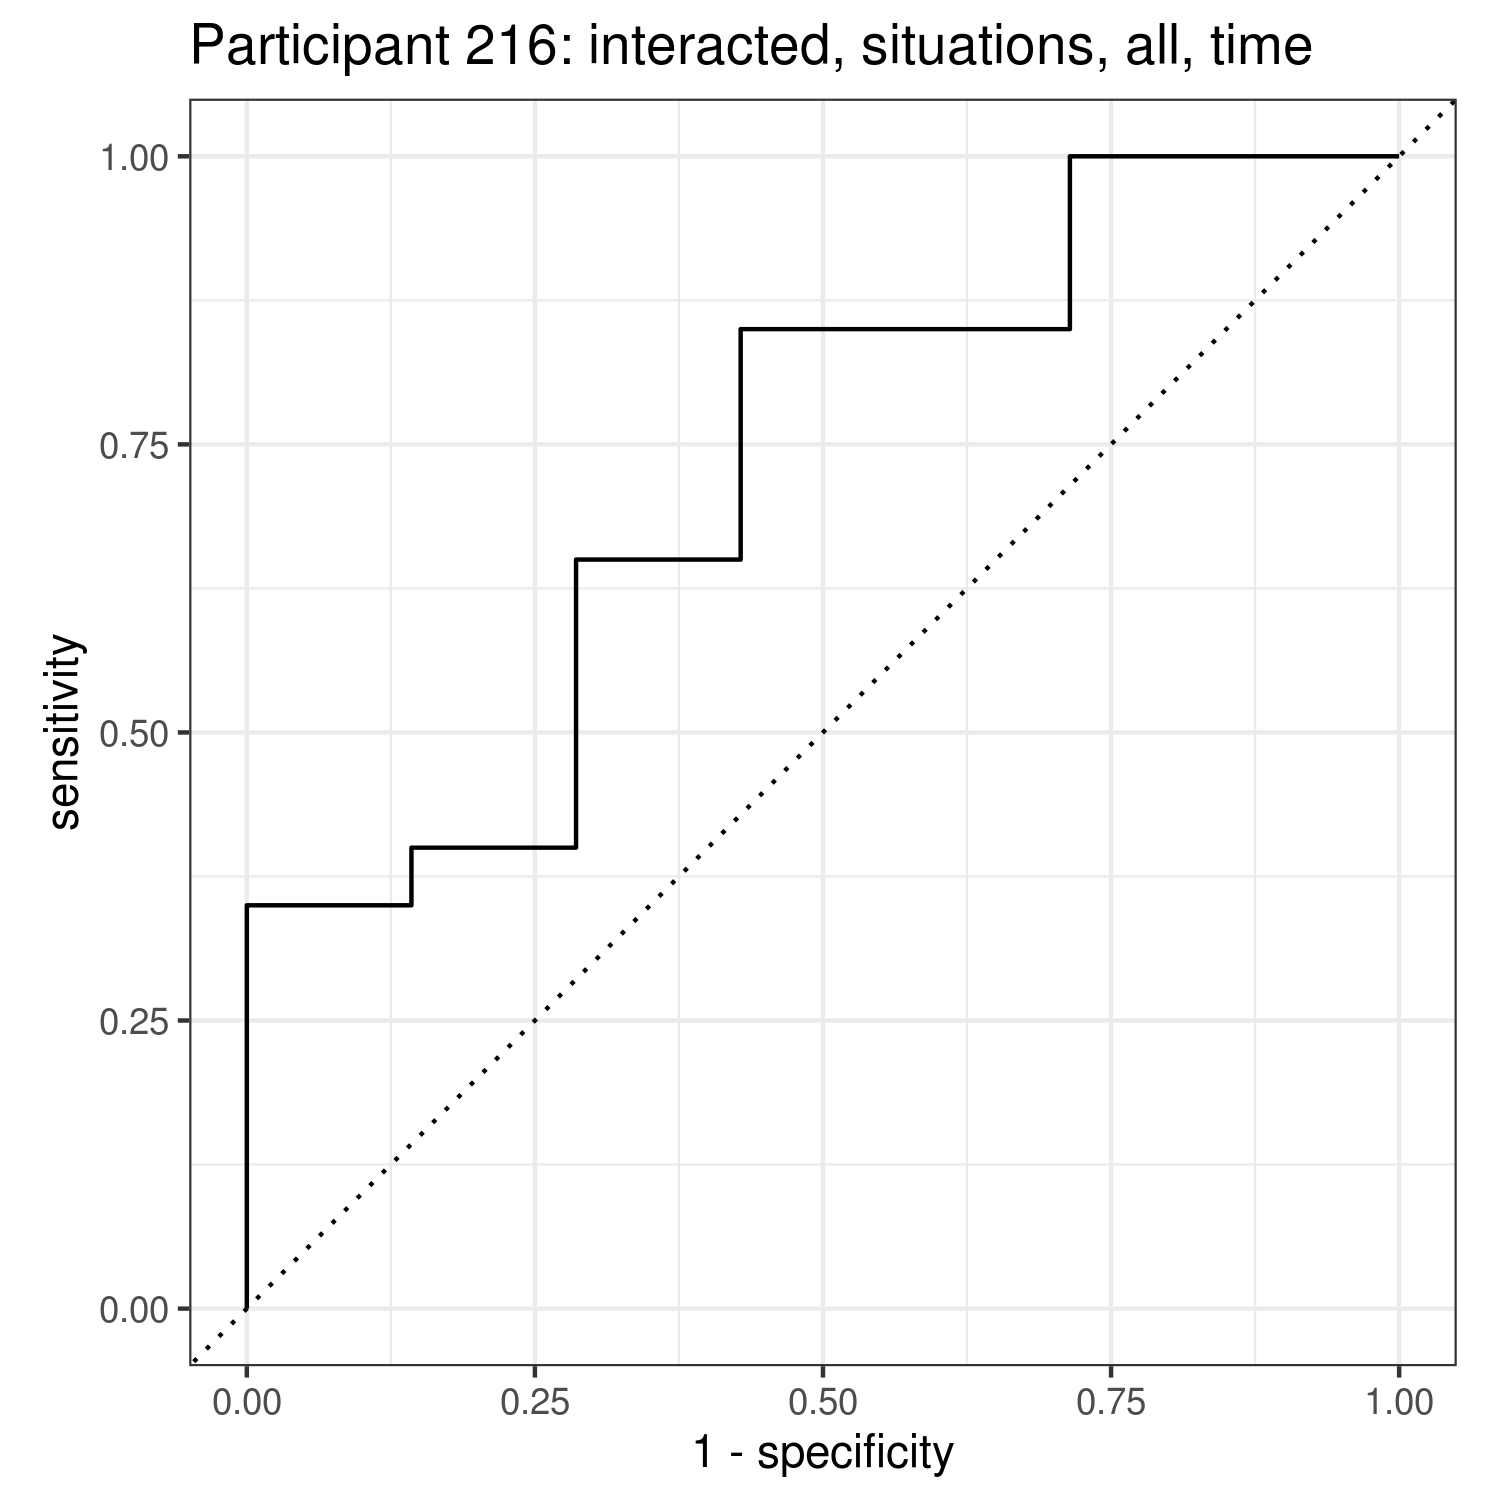 Participant 216: interacted, situations, all, time
1.00
0.75
0.50
0.25
0.00
sensitivity
0.00 0.25 0.50 0.75 1.00
1 - specificity